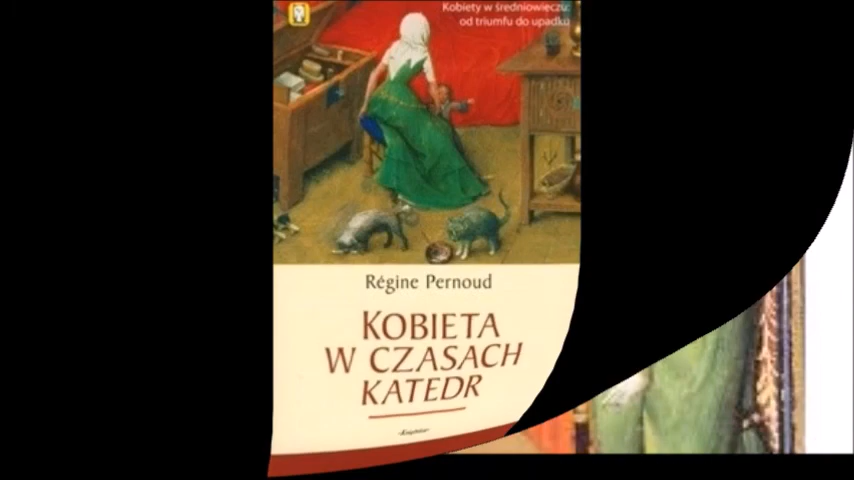 Kobiety w średniowieczu:
od triumfu do upadku
Régine Pernoud
KOBIETA
W CZASACH
KATEDR